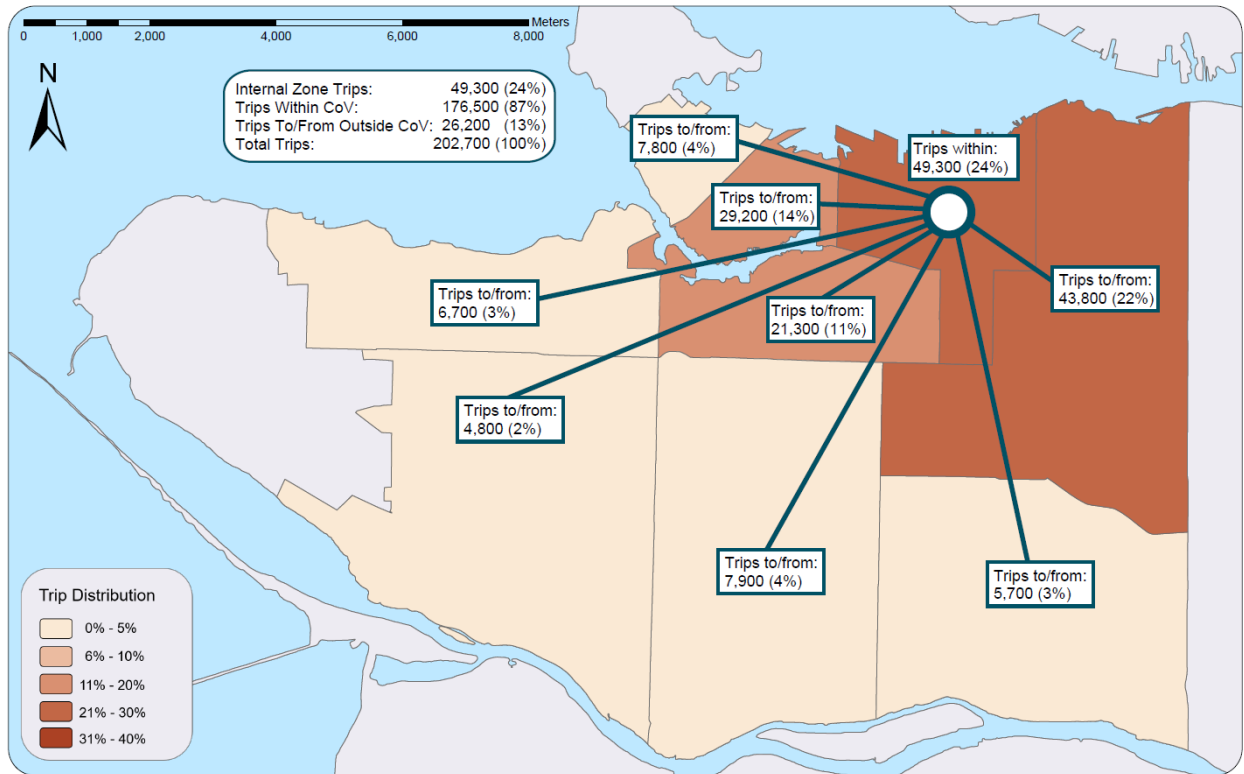 Meters
0 1,000 2,000 4,000 6,000 8,000
N
Internal Zone Trips: 49,300 (24%)
Trips Within CoV: 176,500 (87%)
Trips To/From Outside CoV: 26,200 (13%)
Total Trips: 202,700 (100%)
Trips to/from:
7,800 (4%)
Trips within:
49,300 (24%)
Trips to/from:
29,200 (14%)
Trips to/from:
43,800 (22%)
Trips to/from:
6,700 (3%)
Trips to/from:
21,300 (11%)
Trips to/from:
4,800 (2%)
Trips to/from:
7,900 (4%)
Trips to/from:
5,700 (3%)
Trip Distribution
0% - 5%
6% - 10%
11% - 20%
21% - 30%
31% - 40%